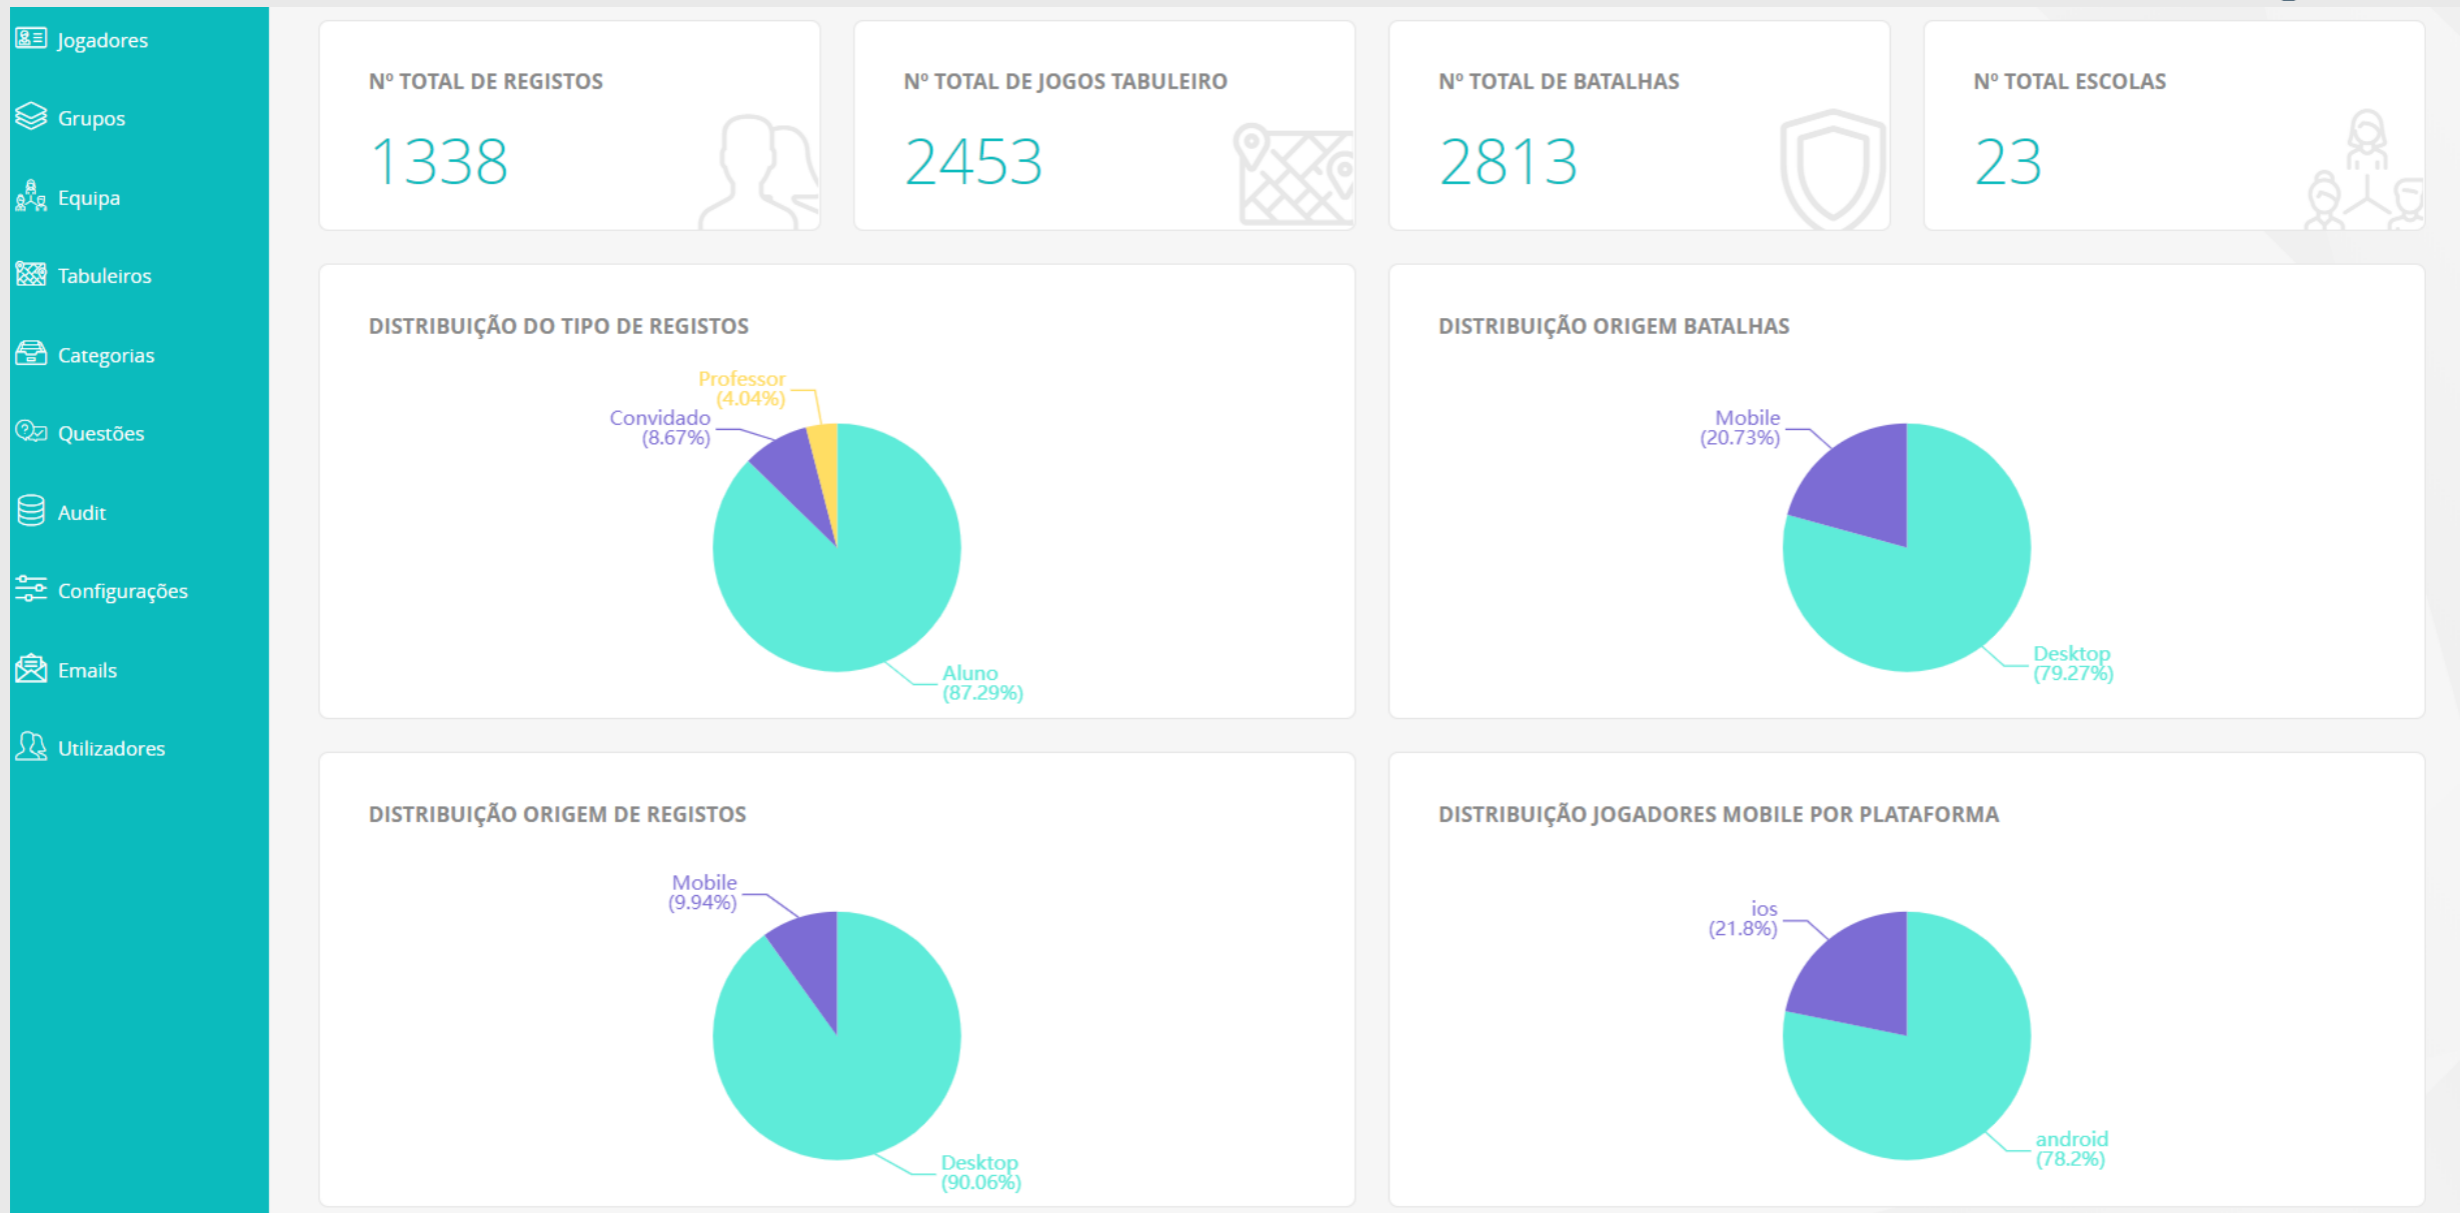 Jogadores
Grupos
Equipa
Tabuleiros
Categorias
Questões
Audit
Configurações
Emails
Utilizadores
Nº TOTAL DE REGISTOS
1338
Nº TOTAL DE JOGOS TABULEIRO
2453
Nº TOTAL DE BATALHAS
2813
Nº TOTAL ESCOLAS
23
DISTRIBUIÇÃO DO TIPO DE REGISTOS
Professor
(4.04%)
Convidado
(8.67%)
Aluno
(87.29%)
DISTRIBUIÇÃO ORIGEM BATALHAS
Mobile
(20.73%)
Desktop
(79.27%)
DISTRIBUIÇÃO ORIGEM DE REGISTOS
Mobile
(9.94%)
Desktop
(90.06%)
DISTRIBUIÇÃO JOGADORES MOBILE POR PLATAFORMA
ios
(21.8%)
android
(78.2%)